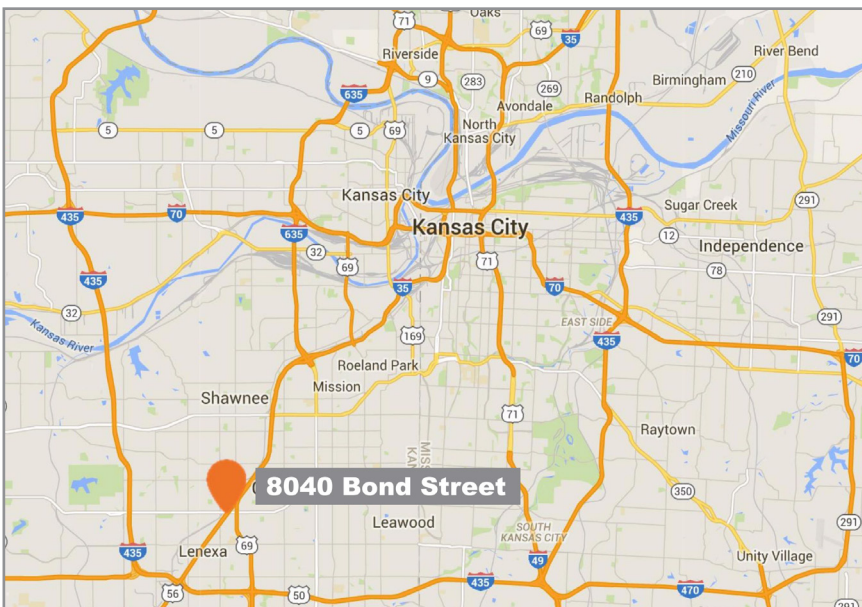 Oaks
71
69
35
Riverside
River Bend
9
283
210
635
269
Birmingham
Avondale
Randolph
Missouri River
5
5
5
69
North
Kansas City
Kansas City
291
Sugar Creek
435
70
435
Kansas City
635
12
Independence
32
69
71
78
435
35
70
32
291
Kansas River
EAST SIDE
169
435
70
Roeland Park
Mission
Shawnee
71
Raytown
MISS
KAN
8040 Bond Street
350
Leawood
SOUTH
KANSAS CITY
291
435
Lenexa
69
49
Unity Village
56
50
435
470
291